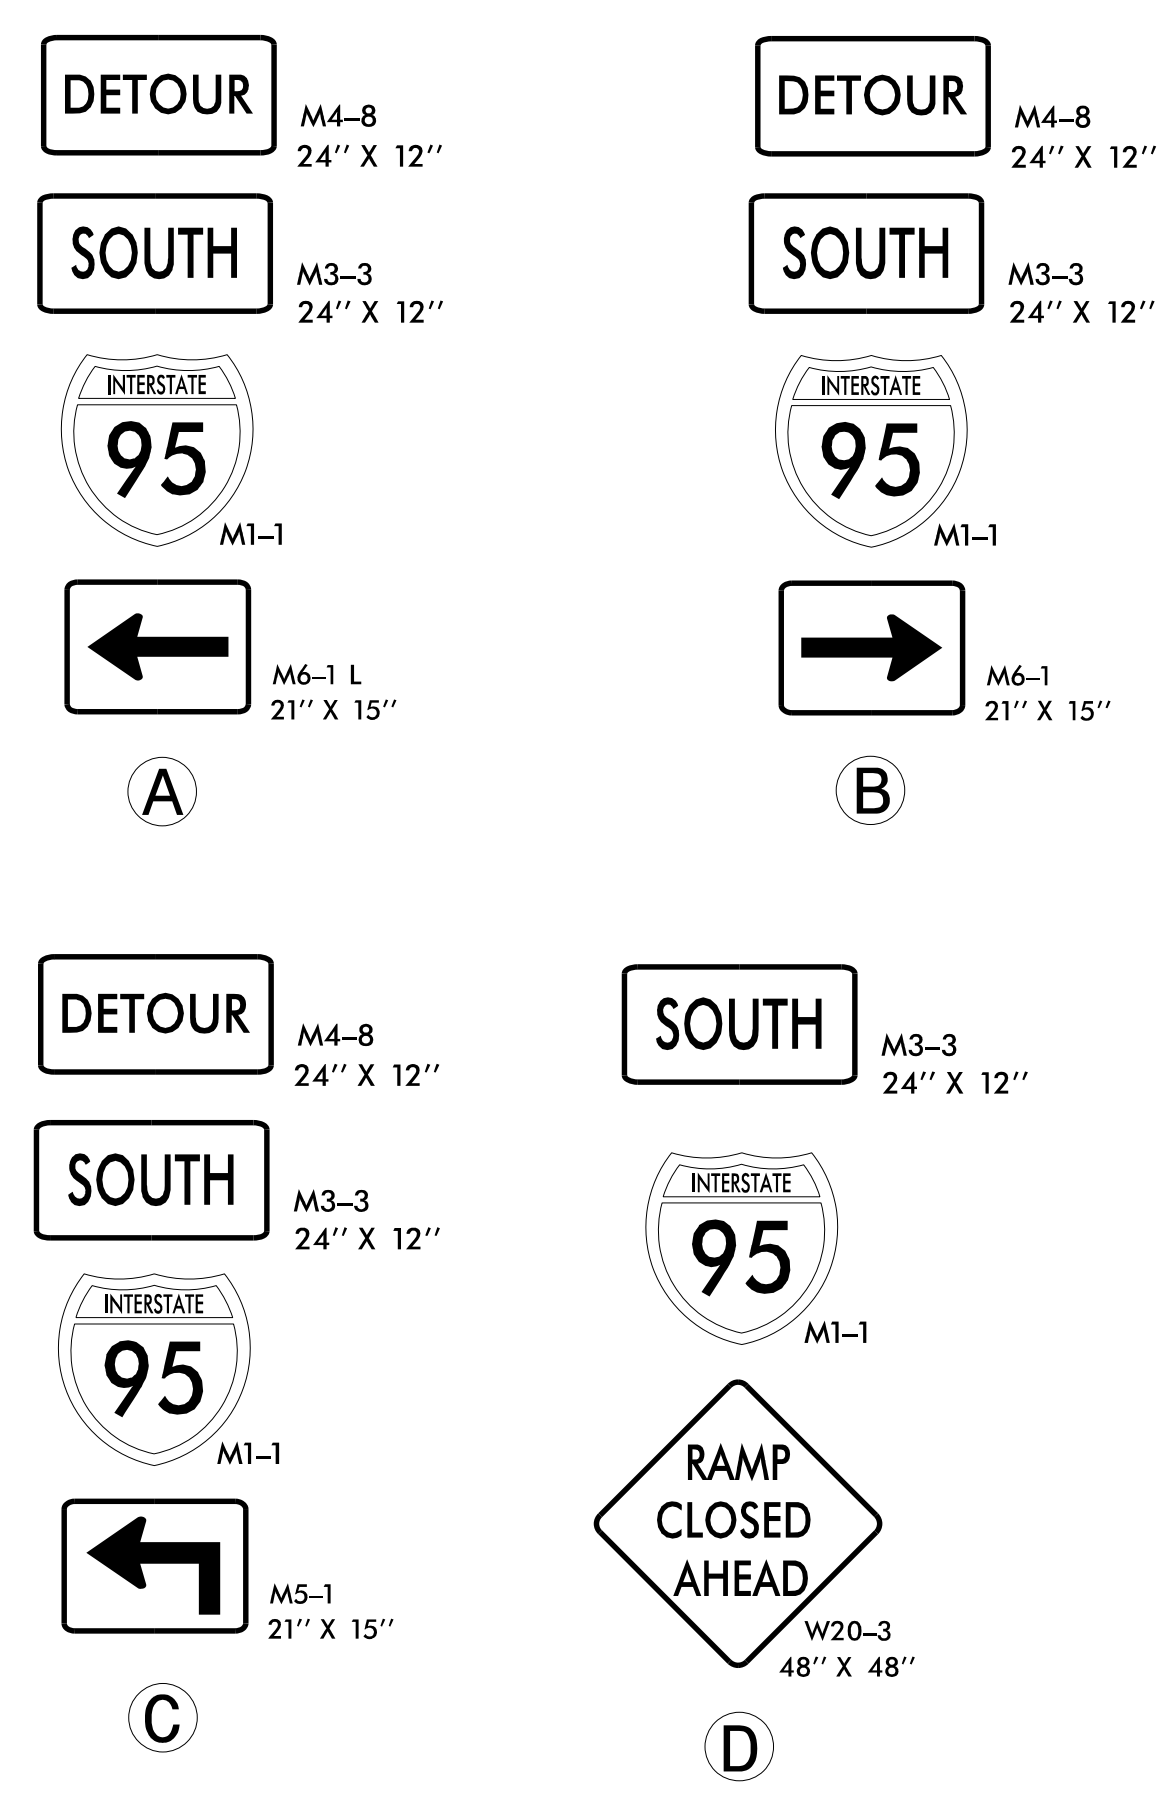 DETOUR
M4–8
24'' X 12''
SOUTH
M3–3
24'' X 12''
INTERSTATE
95
M1–1
M6–1 L
21'' X 15''
A
DETOUR
M4–8
24'' X 12''
SOUTH
M3–3
24'' X 12''
INTERSTATE
95
M1–1
M6–1
21'' X 15''
B
DETOUR
M4–8
24'' X 12''
SOUTH
M3–3
24'' X 12''
INTERSTATE
95
M1–1
M5–1
21'' X 15''
C
SOUTH
M3–3
24'' X 12''
INTERSTATE
95
M1–1
RAMP
CLOSED
AHEAD
W20–3
48'' X 48''
D